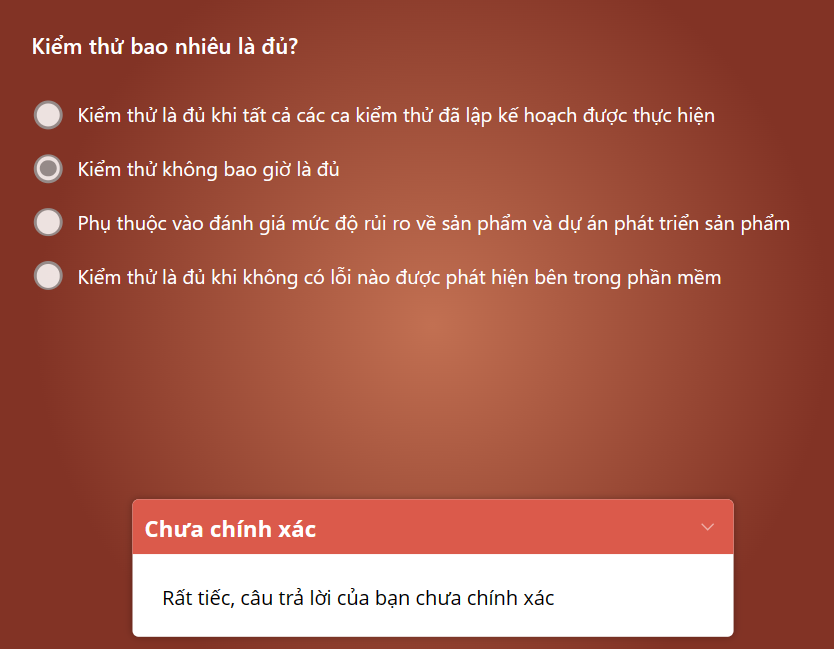 Kiểm thử bao nhiêu là đủ?
Kiểm thử là đủ khi tất cả các ca kiểm thử đã lập kế hoạch được thực hiện
Kiểm thử không bao giờ là đủ
Phụ thuộc vào đánh giá mức độ rủi ro về sản phẩm và dự án phát triển sản phẩm
Kiểm thử là đủ khi không có lỗi nào được phát hiện bên trong phần mềm
Chưa chính xác
Rất tiếc, câu trả lời của bạn chưa chính xác